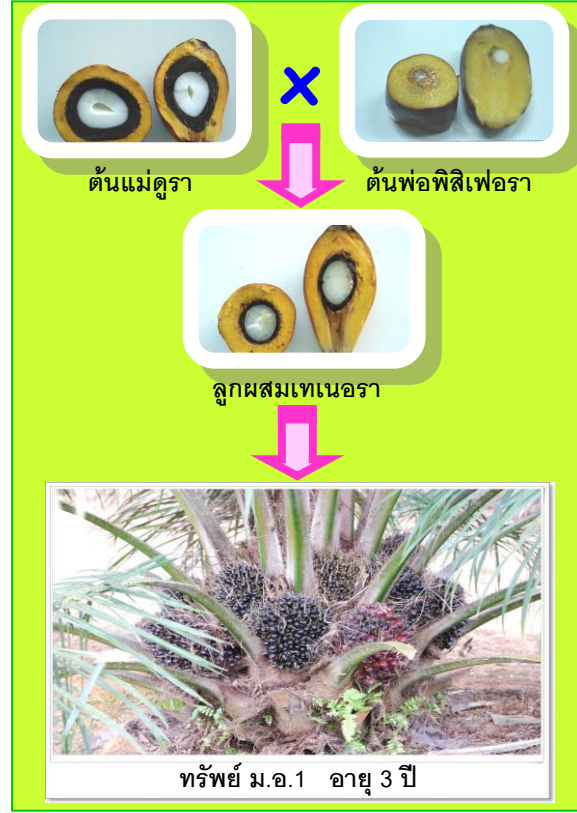 ต้นแม่ดูรา
ต้นพ่อพิสิเฟอรา
ลูกผสมเทเนอรา
ทรัพย์ ม.อ.1 อายุ 3 ปี